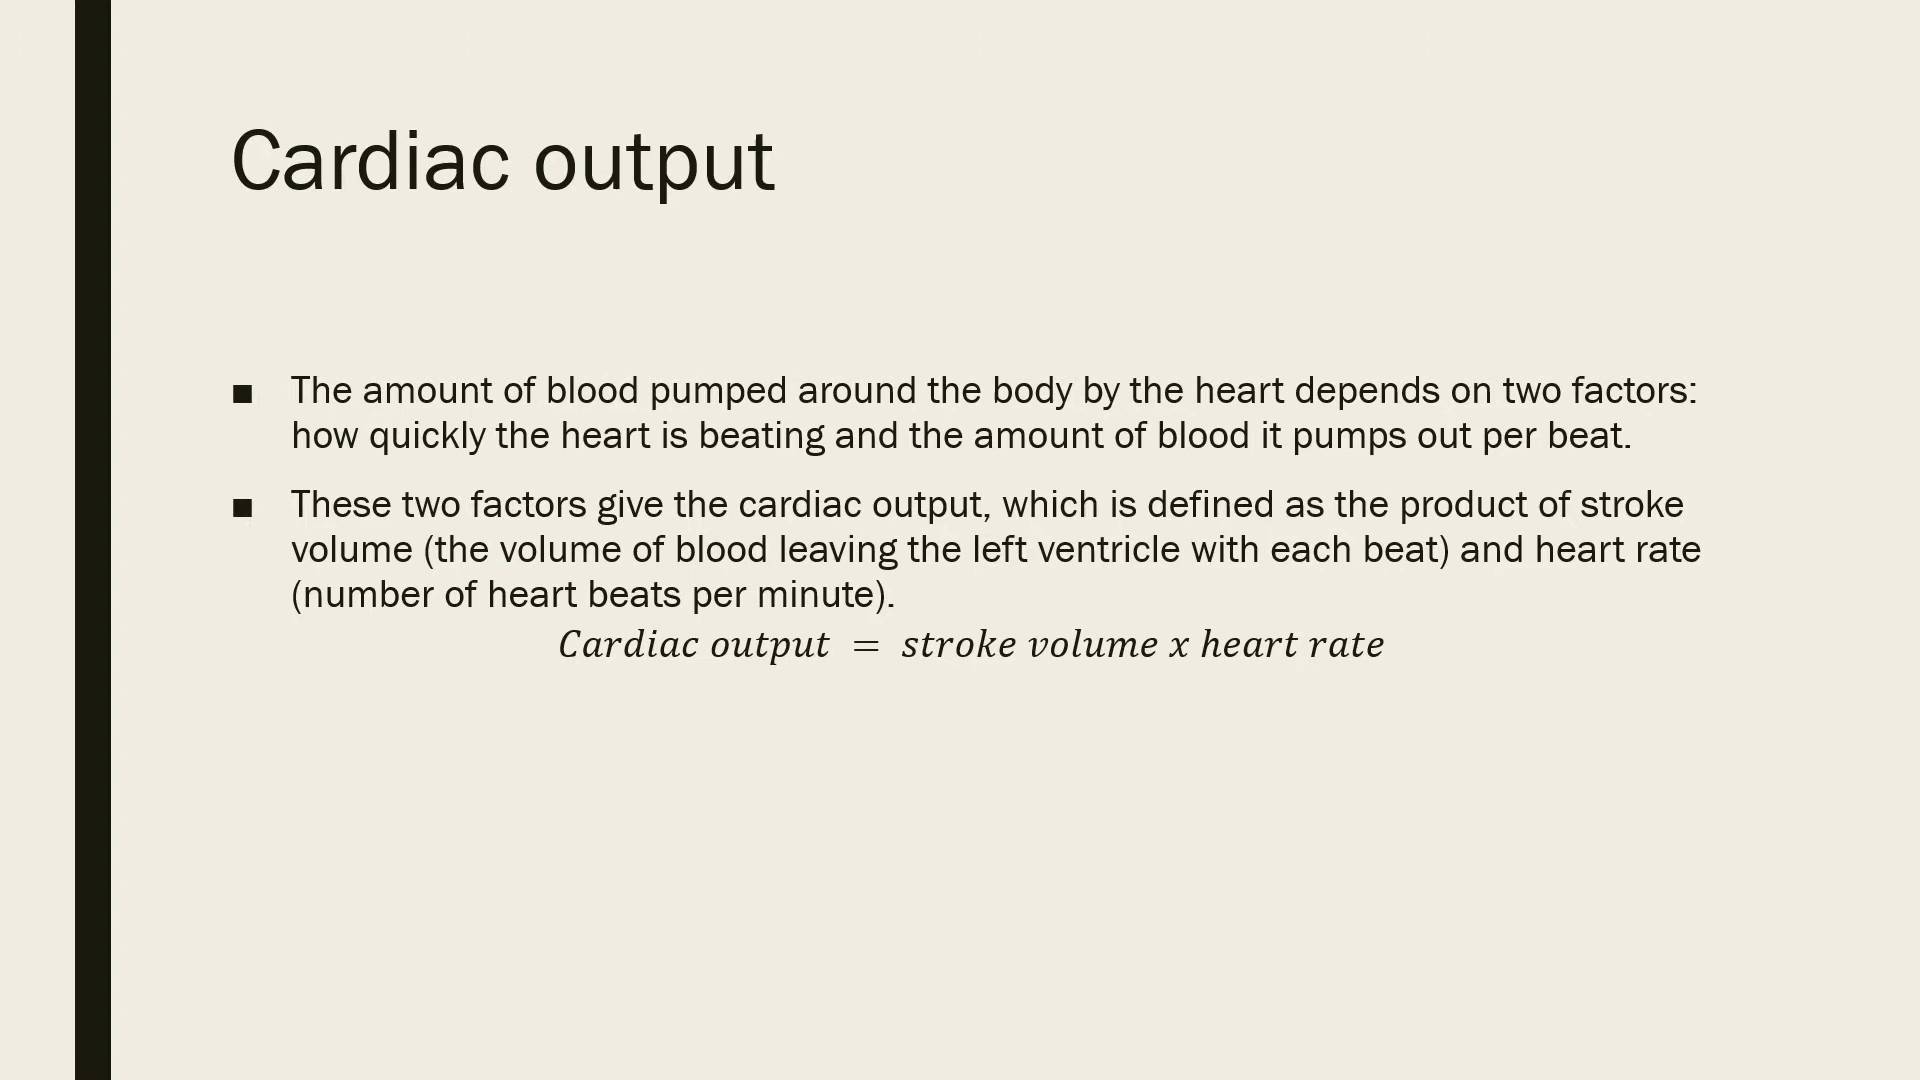 Cardiac output
■ The amount of blood pumped around the body by the heart depends on two factors:
how quickly the heart is beating and the amount of blood it pumps out per beat.
■ These two factors give the cardiac output, which is defined as the product of stroke
volume (the volume of blood leaving the left ventricle with each beat) and heart rate
(number of heart beats per minute).
Cardiac output = stroke volume x heart rate